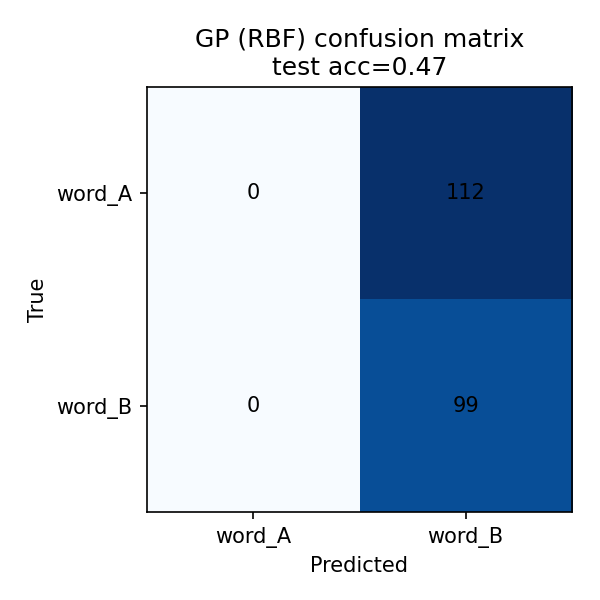 GP (RBF) confusion matrix
test acc=0.47
word_A
0
112
True
word_B
0
99
word_A
word_B
Predicted